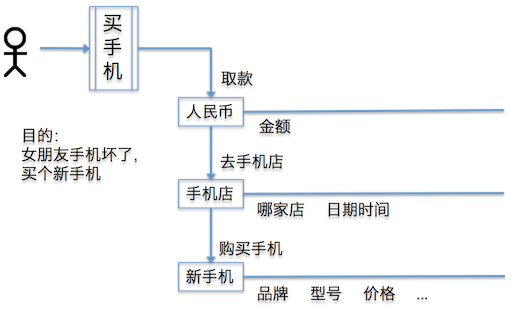 买
手
机
取款
人民币
金额
目的：
女朋友手机坏了，
买个新手机
去手机店
手机店
哪家店 日期时间
购买手机
新手机
品牌 型号 价格 ...